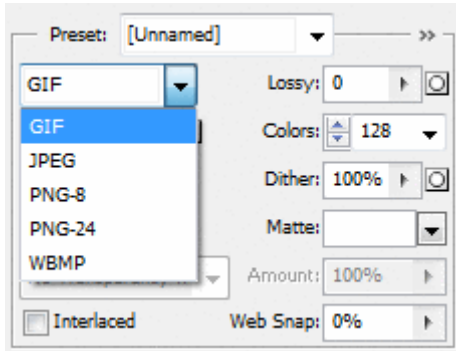 Preset: [Unnamed]
GIF Lossy: 0
GIF Colors: 128
JPEG
PNG-8 Dither: 100%
PNG-24 Matte:
WBMP
Amount: 100%
Interlaced Web Snap: 0%